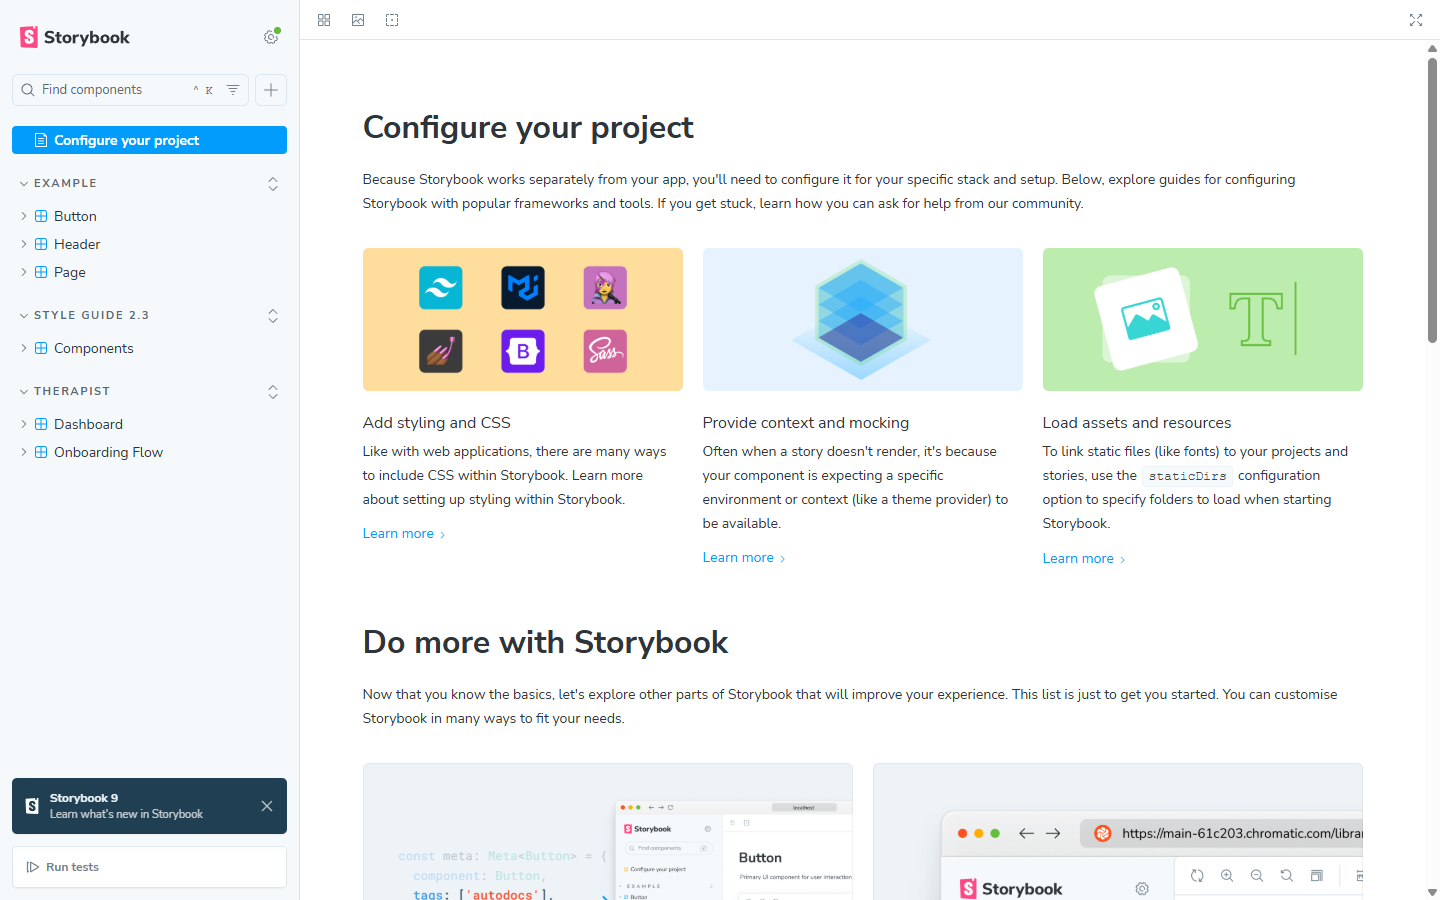 Storybook
Find components
^ K
Configure your project
EXAMPLE
Button
Header
Page
STYLE GUIDE 2.3
Components
THERAPIST
Dashboard
Onboarding Flow
Storybook 9
Learn what's new in Storybook
Run tests
Configure your project
Because Storybook works separately from your app, you'll need to configure it for your specific stack and setup. Below, explore guides for configuring
Storybook with popular frameworks and tools. If you get stuck, learn how you can ask for help from our community.
B
Sass
T
Add styling and CSS
Like with web applications, there are many ways
to include CSS within Storybook. Learn more
about setting up styling within Storybook.
Learn more
Provide context and mocking
Often when a story doesn't render, it's because
your component is expecting a specific
environment or context (like a theme provider) to
be available.
Learn more
Load assets and resources
To link static files (like fonts) to your projects and
stories, use the staticDirs configuration
option to specify folders to load when starting
Storybook.
Learn more
Do more with Storybook
Now that you know the basics, let's explore other parts of Storybook that will improve your experience. This list is just to get you started. You can customise
Storybook in many ways to fit your needs.
const meta: Meta<Button> = {
component: Button,
tags: ['autodocs'],
localhost
Storybook
Find components
Configure your project
EXAMPLE
Button
Button
Primary UI component for user interaction
https://main-61c203.chromatic.com/librar
Storybook